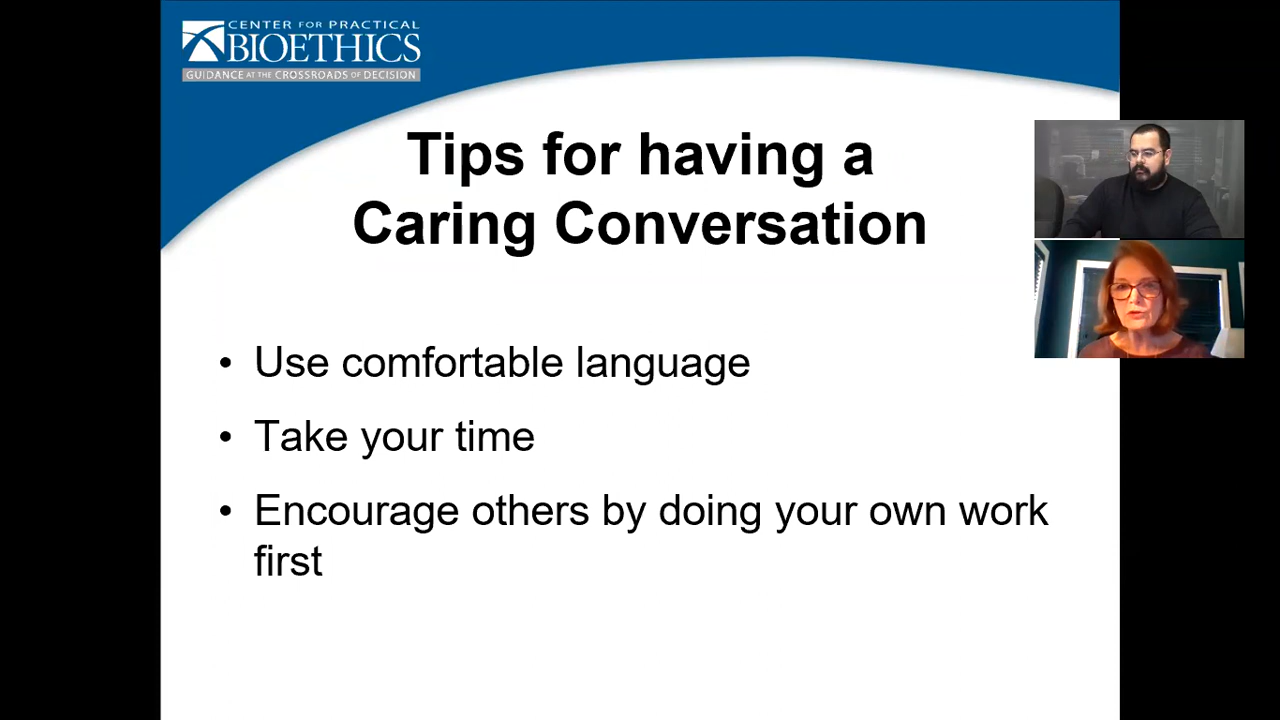 CENTER FOR PRACTICAL
BIOETHICS
GUIDANCE AT THE CROSSROADS OF DECISION
Tips for having a
Caring Conversation
• Use comfortable language
• Take your time
• Encourage others by doing your own work
first